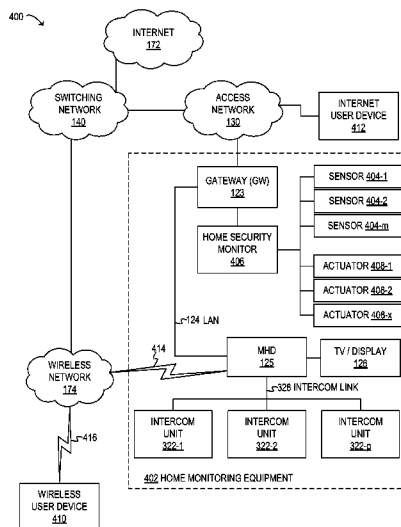 400
INTERNET
172
SWITCHING
NETWORK
140
ACCESS
NETWORK
130
INTERNET
USER DEVICE
412
GATEWAY (GW)
123
SENSOR 404-1
SENSOR 404-2
SENSOR 404-m
HOME SECURITY
MONITOR
406
ACTUATOR 408-1
ACTUATOR 408-2
ACTUATOR 408-x
124 LAN
414
MHD
125
TV / DISPLAY
126
WIRELESS
NETWORK
174
326 INTERCOM LINK
416
INTERCOM
UNIT
322-1
INTERCOM
UNIT
322-2
INTERCOM
UNIT
322-p
402 HOME MONITORING EQUIPMENT
WIRELESS
USER DEVICE
410